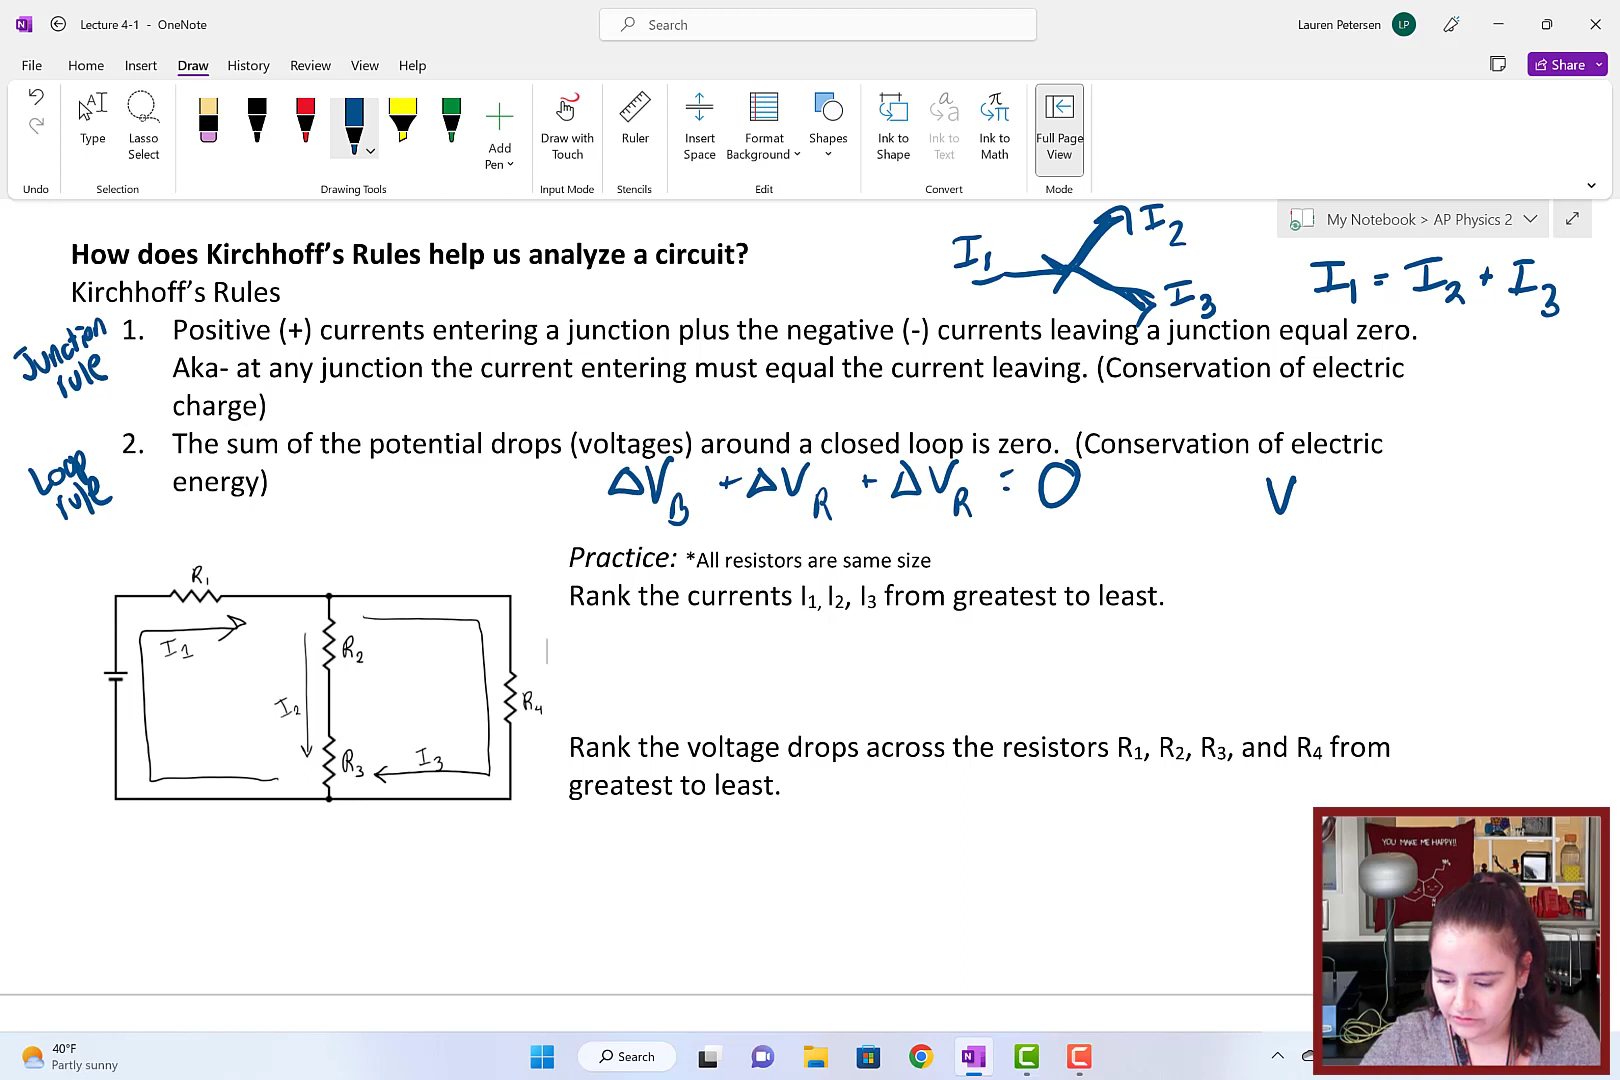 Lecture 4-1 - OneNote
Search
Lauren Petersen
LP
File Home Insert Draw History Review View Help
Share
Type
Lasso Select
Add Pen
Draw with Touch
Ruler
Insert Space
Format Background
Shapes
Ink to Shape
Ink to Text
Ink to Math
Full Page View
Undo Selection Drawing Tools Input Mode Stencils Edit Convert Mode
My Notebook > AP Physics 2
How does Kirchhoff's Rules help us analyze a circuit?
I1 I2 I3
I1 = I2 + I3
Kirchhoff's Rules
Junction rule
1. Positive (+) currents entering a junction plus the negative (-) currents leaving a junction equal zero.
Aka- at any junction the current entering must equal the current leaving. (Conservation of electric
charge)
Loop rule
2. The sum of the potential drops (voltages) around a closed loop is zero. (Conservation of electric
energy)
ΔVB + ΔVR + ΔVR = 0
V
Practice: *All resistors are same size
Rank the currents I1, I2, I3 from greatest to least.
R1
I1
R2
I2
R4
R3
I3
Rank the voltage drops across the resistors R1, R2, R3, and R4 from
greatest to least.
YOU MAKE ME HAPPY!!
40°F
Partly sunny
Search